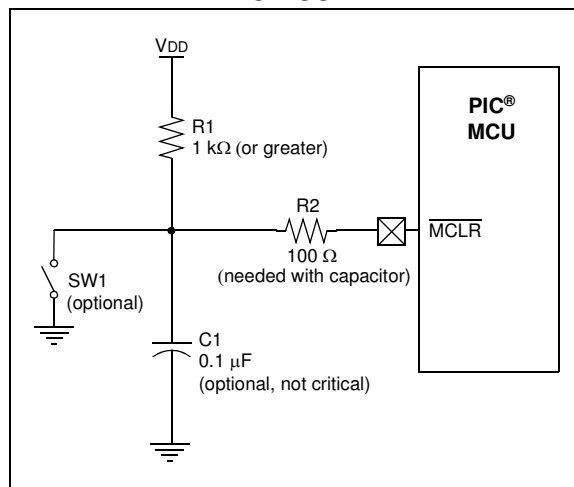 VDD
R1
1 kΩ (or greater)
PIC®
MCU
R2
100 Ω
(needed with capacitor)
MCLR
SW1
(optional)
C1
0.1 µF
(optional, not critical)